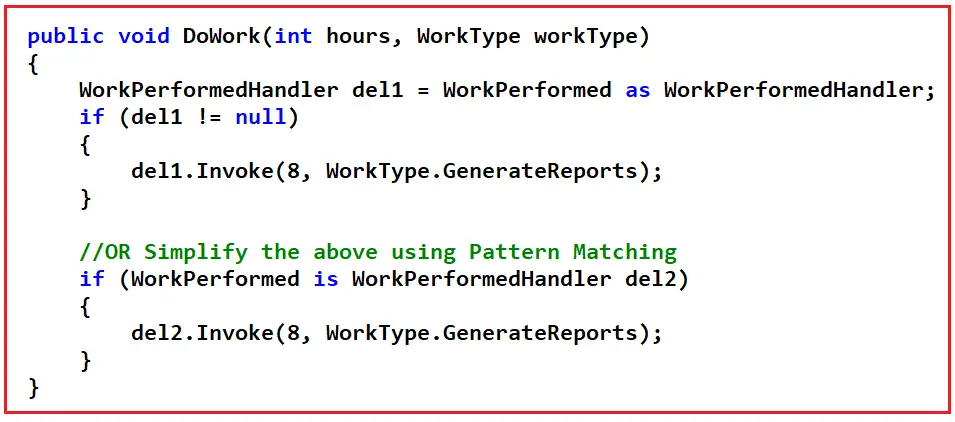 public void DoWork(int hours, WorkType workType)
{
    WorkPerformedHandler del1 = WorkPerformed as WorkPerformedHandler;
    if (del1 != null)
    {
        del1.Invoke(8, WorkType.GenerateReports);
    }

    //OR Simplify the above using Pattern Matching
    if (WorkPerformed is WorkPerformedHandler del2)
    {
        del2.Invoke(8, WorkType.GenerateReports);
    }
}